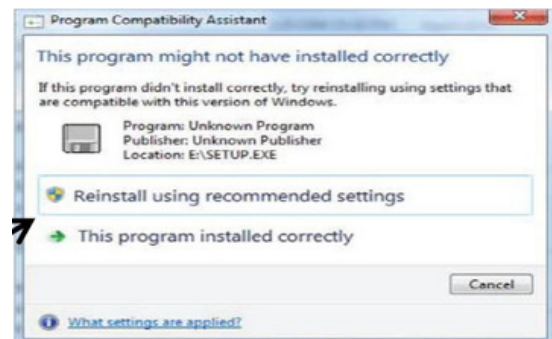 Program Compatibility Assistant
This program might not have installed correctly
If this program didn't install correctly, try reinstalling using settings that
are compatible with this version of Windows.
Program: Unknown Program
Publisher: Unknown Publisher
Location: E:\SETUP.EXE
Reinstall using recommended settings
This program installed correctly
Cancel
What settings are applied?